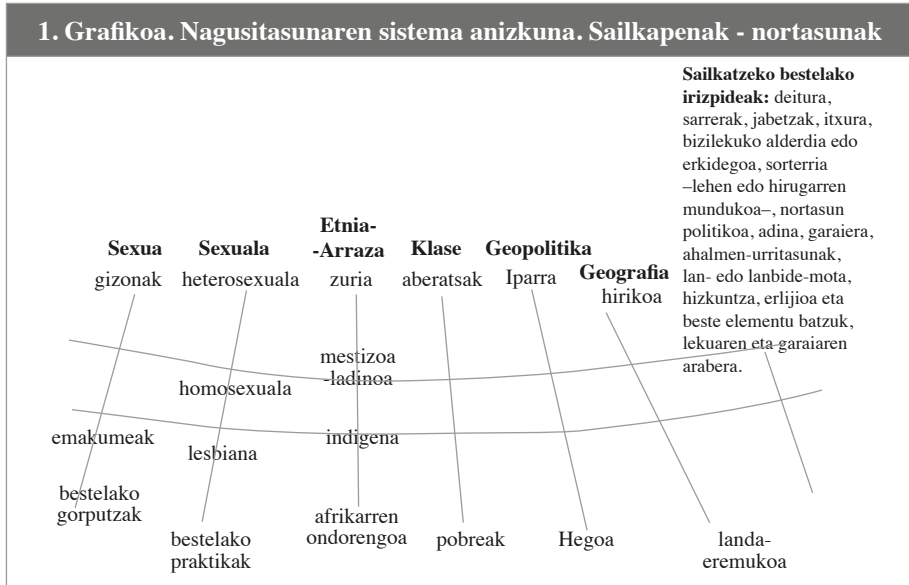 1. Grafikoa. Nagusitasunaren sistema anizkuna. Sailkapenak - nortasunak
Sailkatzeko bestelako
irizpideak: deitura,
sarrerak, jabetzak, itxura,
bizilekuko alderdia edo
erkidegoa, sorterria
–lehen edo hirugarren
mundukoa–, nortasun
politikoa, adina, garaiera,
ahalmen-urritasunak,
lan- edo lanbide-mota,
hizkuntza, erlijioa eta
beste elementu batzuk,
lekuaren eta garaiaren
arabera.
Sexua
gizonak
emakumeak
bestelako
gorputzak
Sexuala
heterosexuala
homosexuala
lesbiana
bestelako
praktikak
Etnia-
-Arraza
zuria
mestizoa
-ladinoa
indigena
afrikarren
ondorengoa
Klase
aberatsak
pobreak
Geopolitika
Iparra
Hegoa
Geografia
hirikoa
landa-
eremukoa